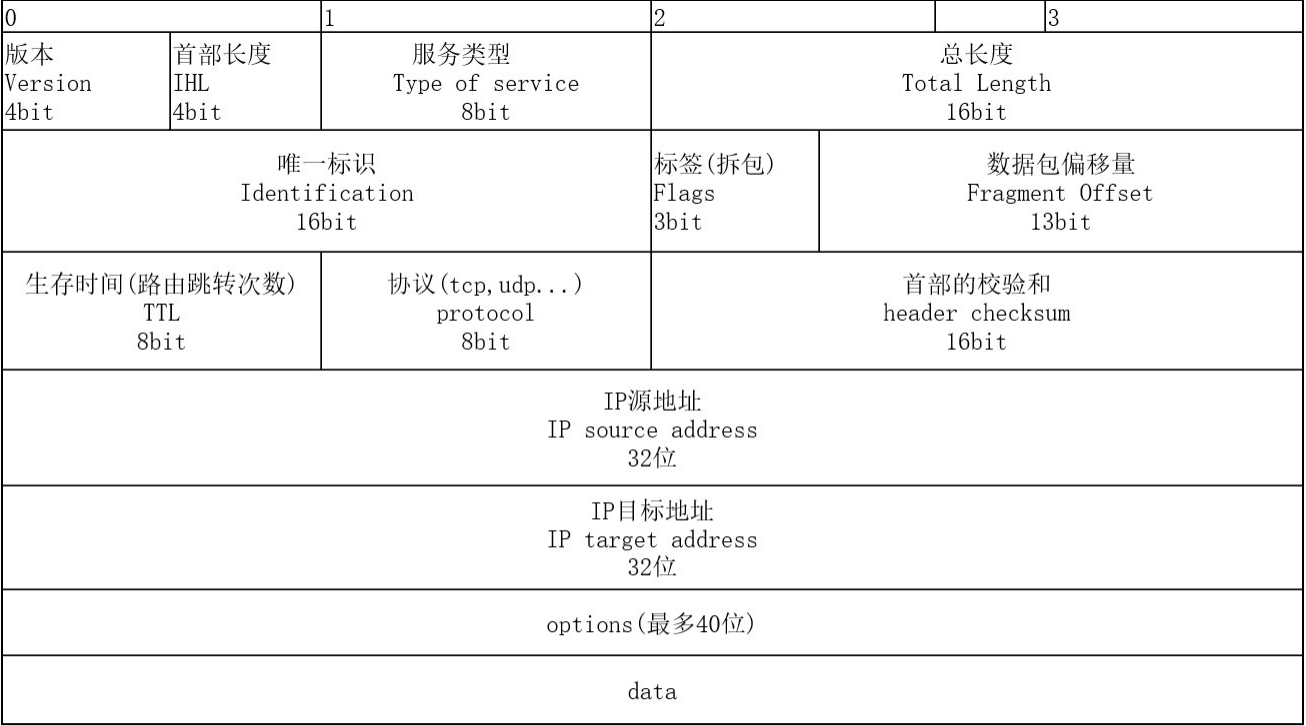 0 1 2 3
版本 首部长度 服务类型 总长度
Version IHL Type of service Total Length
4bit 4bit 8bit 16bit
唯一标识 标签(拆包) 数据包偏移量
Identification Flags Fragment Offset
16bit 3bit 13bit
生存时间(路由跳转次数) 协议(tcp,udp...) 首部的校验和
TTL protocol header checksum
8bit 8bit 16bit
IP源地址
IP source address
32位
IP目标地址
IP target address
32位
options(最多40位)
data